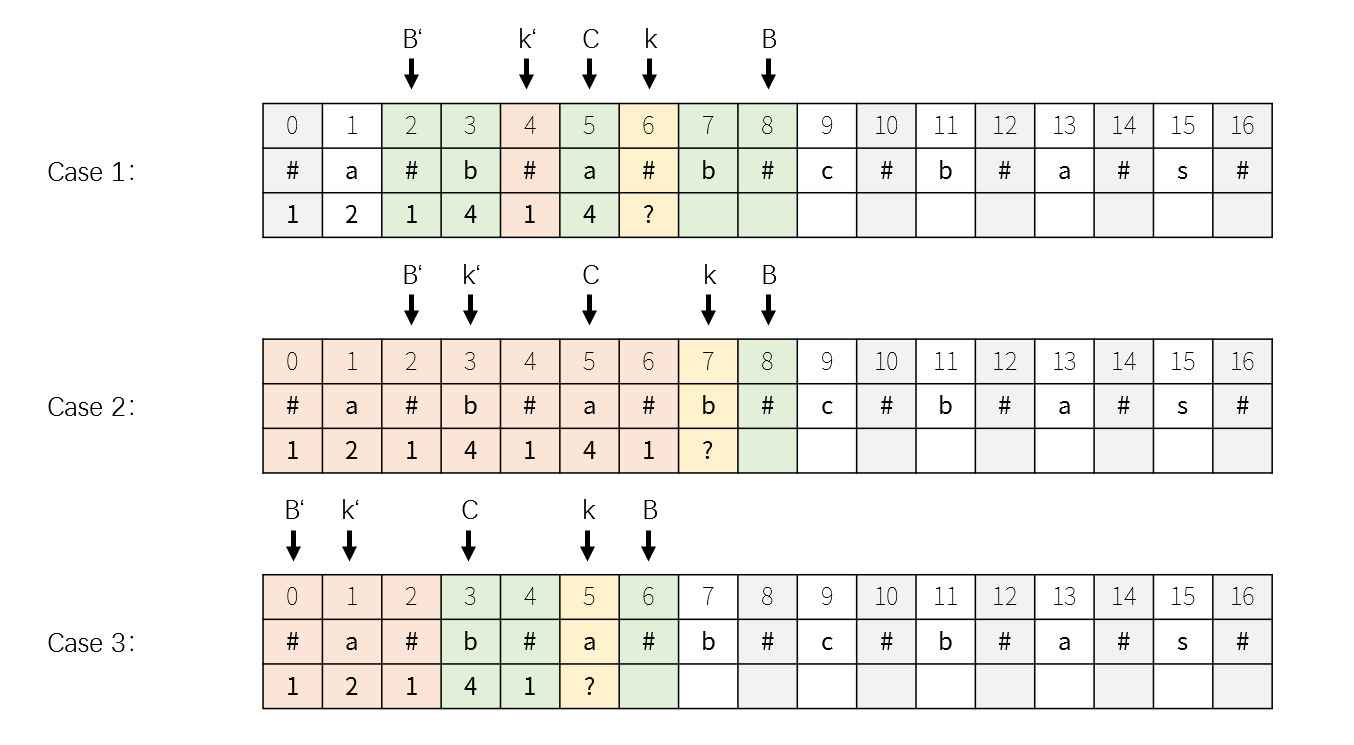 B‘ k‘ C k B
0 1 2 3 4 5 6 7 8 9 10 11 12 13 14 15 16
Case 1: # a # b # a # b # c # b # a # s #
1 2 1 4 1 4 ?
B‘ k‘ C k B
0 1 2 3 4 5 6 7 8 9 10 11 12 13 14 15 16
Case 2: # a # b # a # b # c # b # a # s #
1 2 1 4 1 4 1 ?
B‘ k‘ C k B
0 1 2 3 4 5 6 7 8 9 10 11 12 13 14 15 16
Case 3: # a # b # a # b # c # b # a # s #
1 2 1 4 1 ?